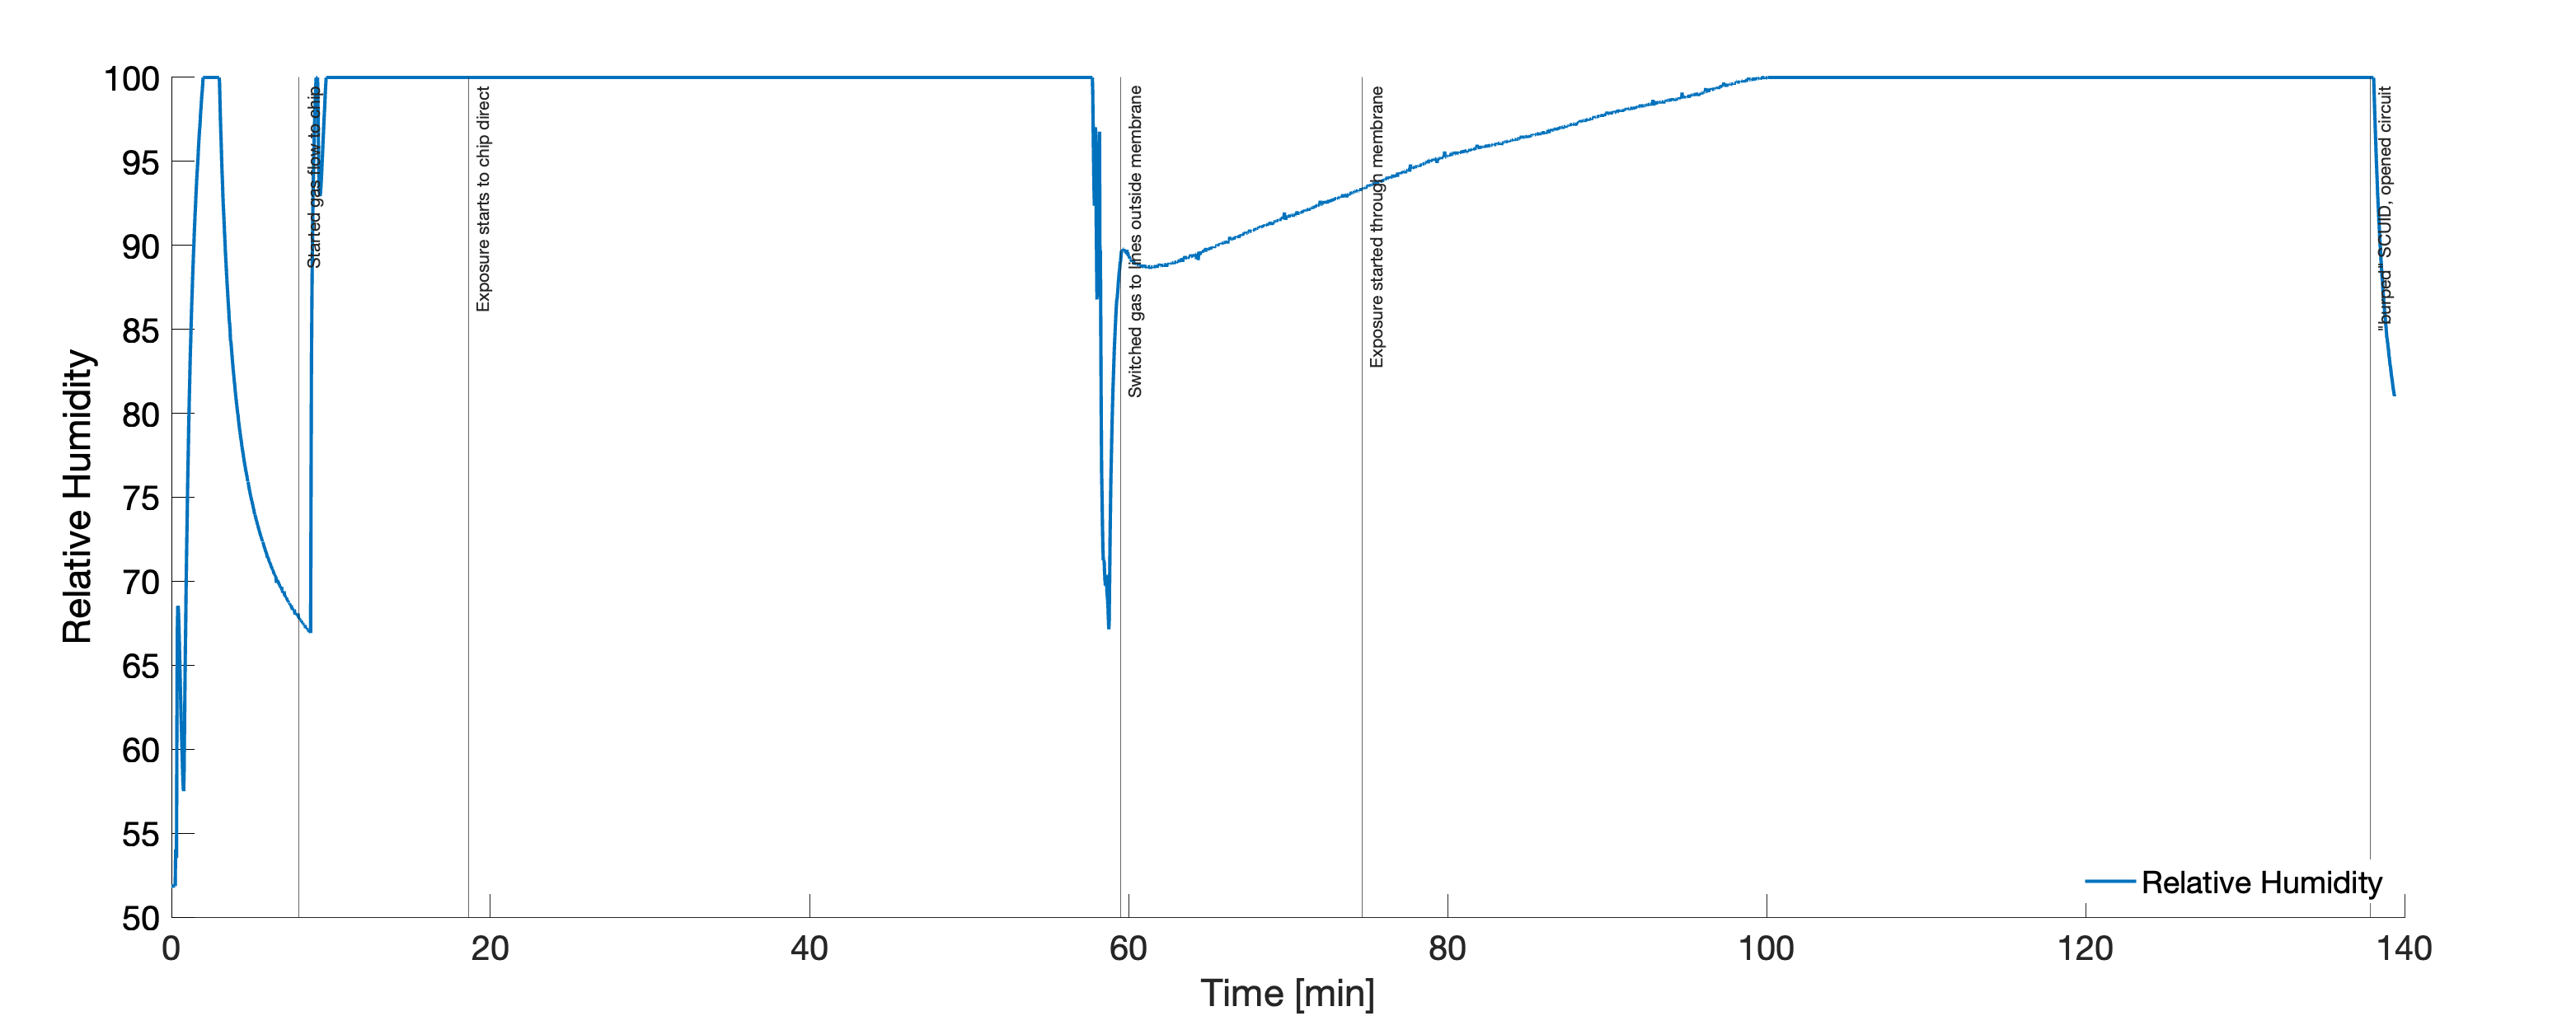 100
95
90
85
80
75
70
65
60
55
50
Relative Humidity
Started gas flow to chip
Exposure starts to chip direct
Switched gas to lines outside membrane
Exposure started through membrane
"burped" SCUID, opened circuit
Relative Humidity
0 20 40 60 80 100 120 140
Time [min]